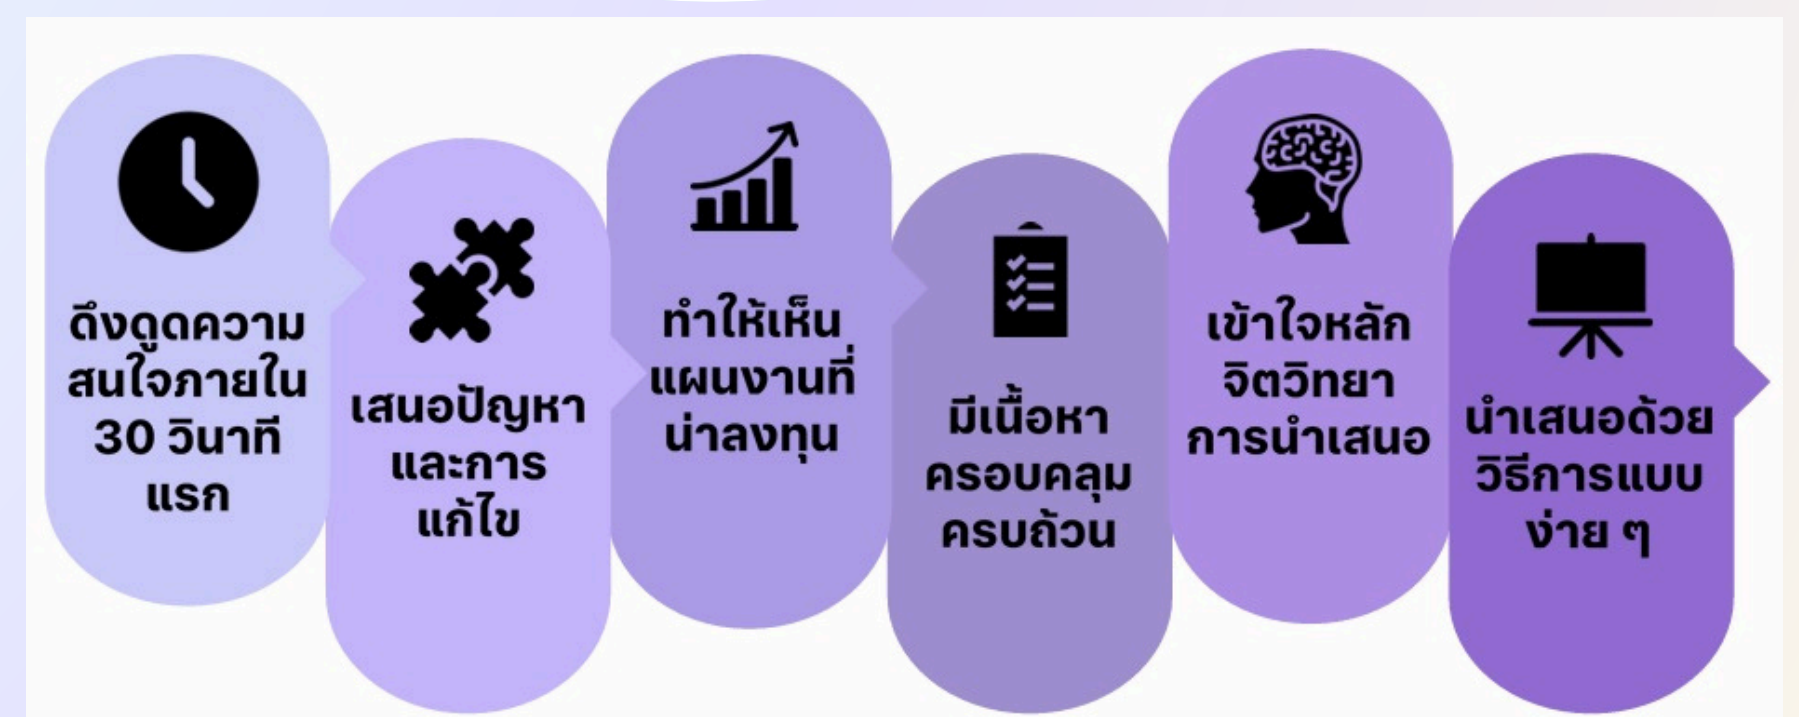 ดึงดูดความ
สนใจภายใน
30 วินาที
แรก
เสนอปัญหา
และการ
แก้ไข
ทำให้เห็น
แผนงานที่
น่าลงทุน
มีเนื้อหา
ครอบคลุม
ครบถ้วน
เข้าใจหลัก
จิตวิทยา
การนำเสนอ
นำเสนอด้วย
วิธีการแบบ
ง่าย ๆ